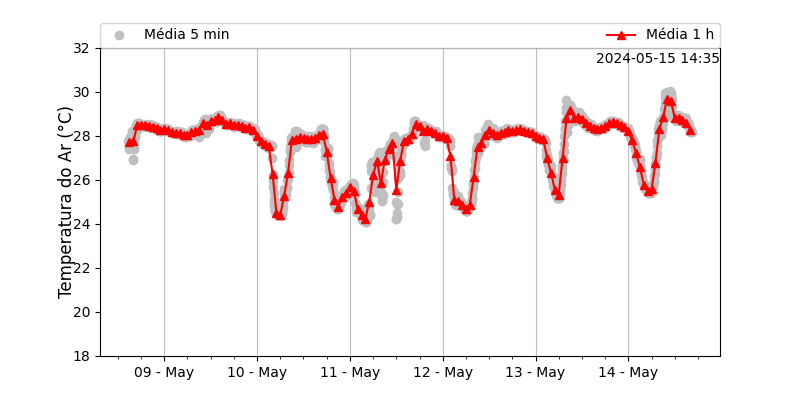 Média 5 min
Média 1 h
2024-05-15 14:35
Temperatura do Ar (°C)
32
30
28
26
24
22
20
18
09 - May
10 - May
11 - May
12 - May
13 - May
14 - May